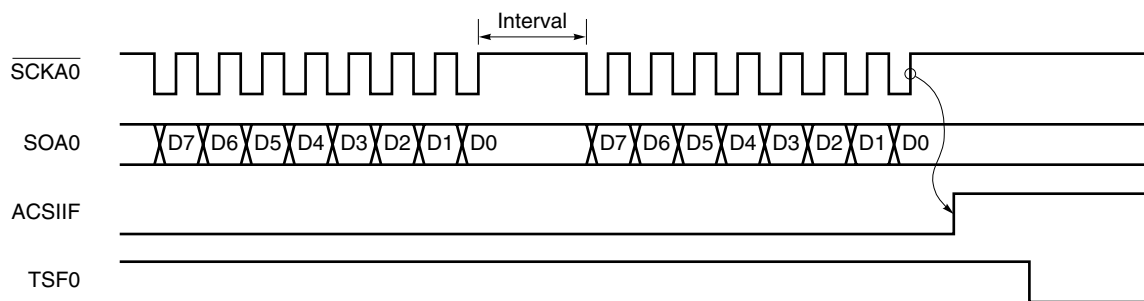 Interval
SCKA0
SOA0 D7 D6 D5 D4 D3 D2 D1 D0 D7 D6 D5 D4 D3 D2 D1 D0
ACSIIF
TSF0